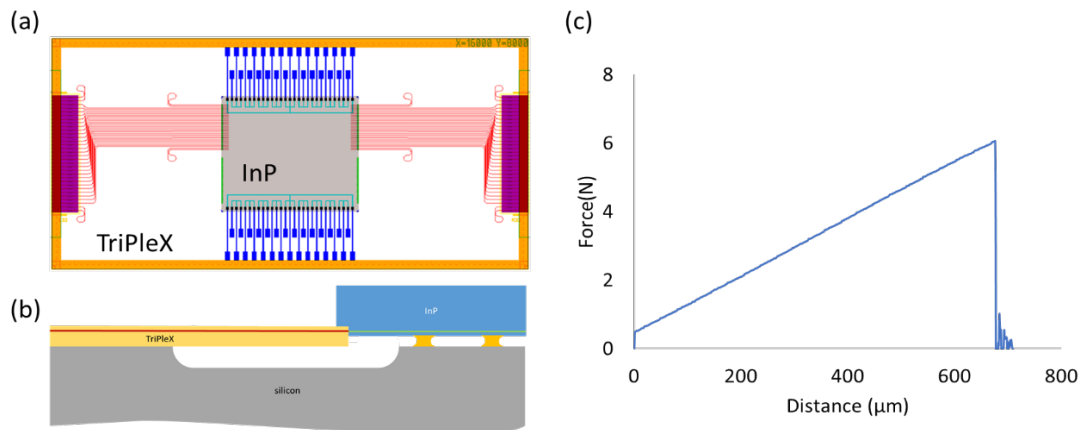 (a)
X=16000 Y=8000
InP
TriPleX
(b)
InP
TriPLeX
silicon
(c)
Force(N)
8
6
4
2
0
0 200 400 600 800
Distance (μm)